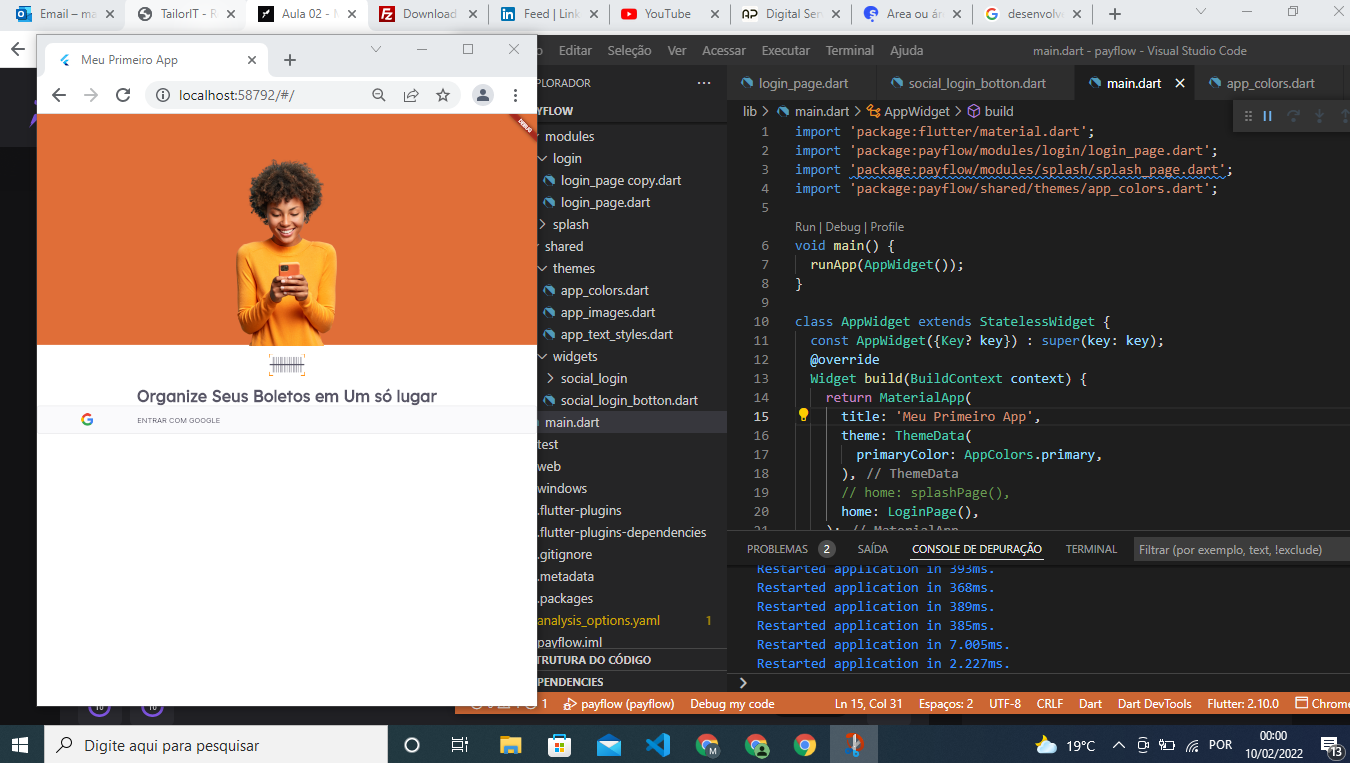 Email – ma
TailorIT - R
Aula 02 - N
Download
Feed | Link
YouTube
Digital Ser
Area ou ár
desenvolv
Meu Primeiro App
localhost:58792/#/
DEBUG
Organize Seus Boletos em Um só lugar
ENTRAR COM GOOGLE
Editar Seleção Ver Acessar Executar Terminal Ajuda
main.dart - payflow - Visual Studio Code
PLORADOR
YFLOW
modules
login
login_page copy.dart
login_page.dart
splash
shared
themes
app_colors.dart
app_images.dart
app_text_styles.dart
widgets
social_login
social_login_botton.dart
main.dart
test
web
windows
.flutter-plugins
.flutter-plugins-dependencies
.gitignore
.metadata
.packages
analysis_options.yaml 1
payflow.iml
TRUTURA DO CÓDIGO
PENDENCIES
login_page.dart
social_login_botton.dart
main.dart
app_colors.dart
lib > main.dart > AppWidget > build
1 import 'package:flutter/material.dart';
2 import 'package:payflow/modules/login/login_page.dart';
3 import 'package:payflow/modules/splash/splash_page.dart';
4 import 'package:payflow/shared/themes/app_colors.dart';
5
Run | Debug | Profile
6 void main() {
7 runApp(AppWidget());
8 }
9
10 class AppWidget extends StatelessWidget {
11 const AppWidget({Key? key}) : super(key: key);
12 @override
13 Widget build(BuildContext context) {
14 return MaterialApp(
15 title: 'Meu Primeiro App',
16 theme: ThemeData(
17 primaryColor: AppColors.primary,
18 ), // ThemeData
19 // home: splashPage(),
20 home: LoginPage(),
21 ); // MaterialApp
PROBLEMAS 2 SAÍDA CONSOLE DE DEPURAÇÃO TERMINAL
Filtrar (por exemplo, text, !exclude)
Restarted application in 393ms.
Restarted application in 368ms.
Restarted application in 389ms.
Restarted application in 385ms.
Restarted application in 7.005ms.
Restarted application in 2.227ms.
1 payflow (payflow) Debug my code Ln 15, Col 31 Espaços: 2 UTF-8 CRLF Dart Dart DevTools Flutter: 2.10.0 Chrome
Digite aqui para pesquisar
M
19°C
POR
00:00
10/02/2022
13